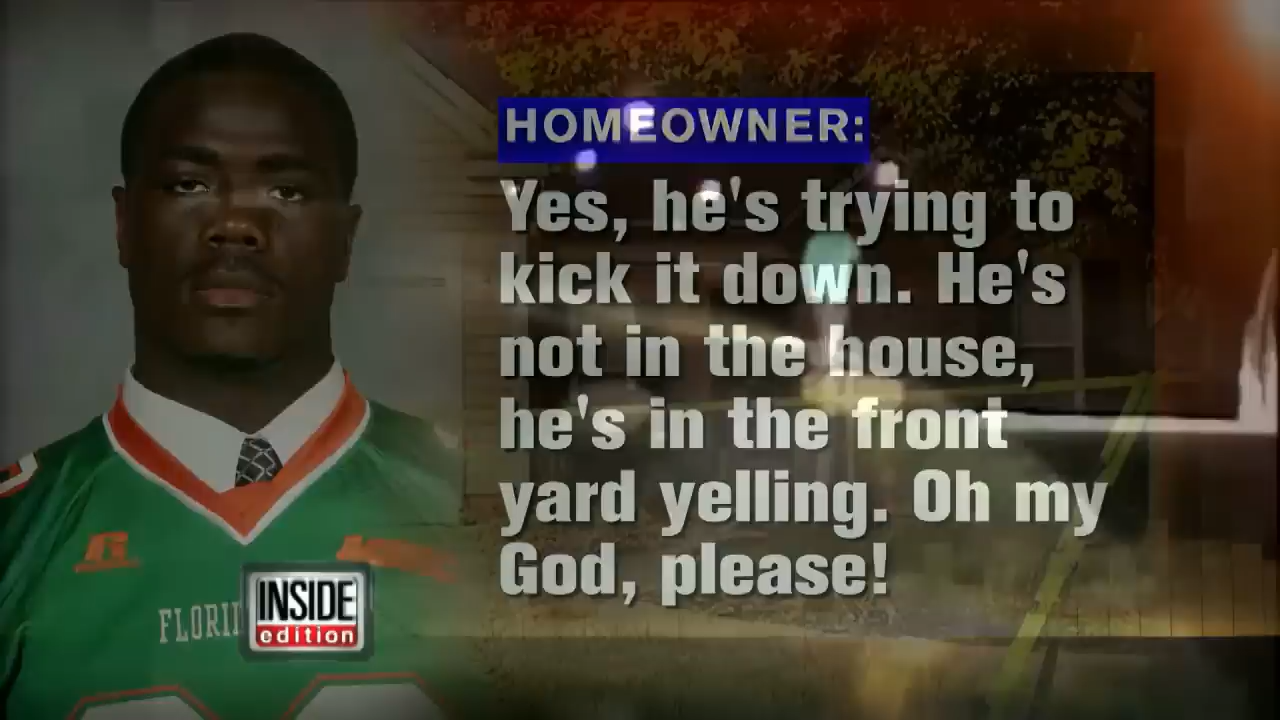 HOMEOWNER:
Yes, he's trying to
kick it down. He's
not in the house,
he's in the front
yard yelling. Oh my
God, please!
INSIDE
edition